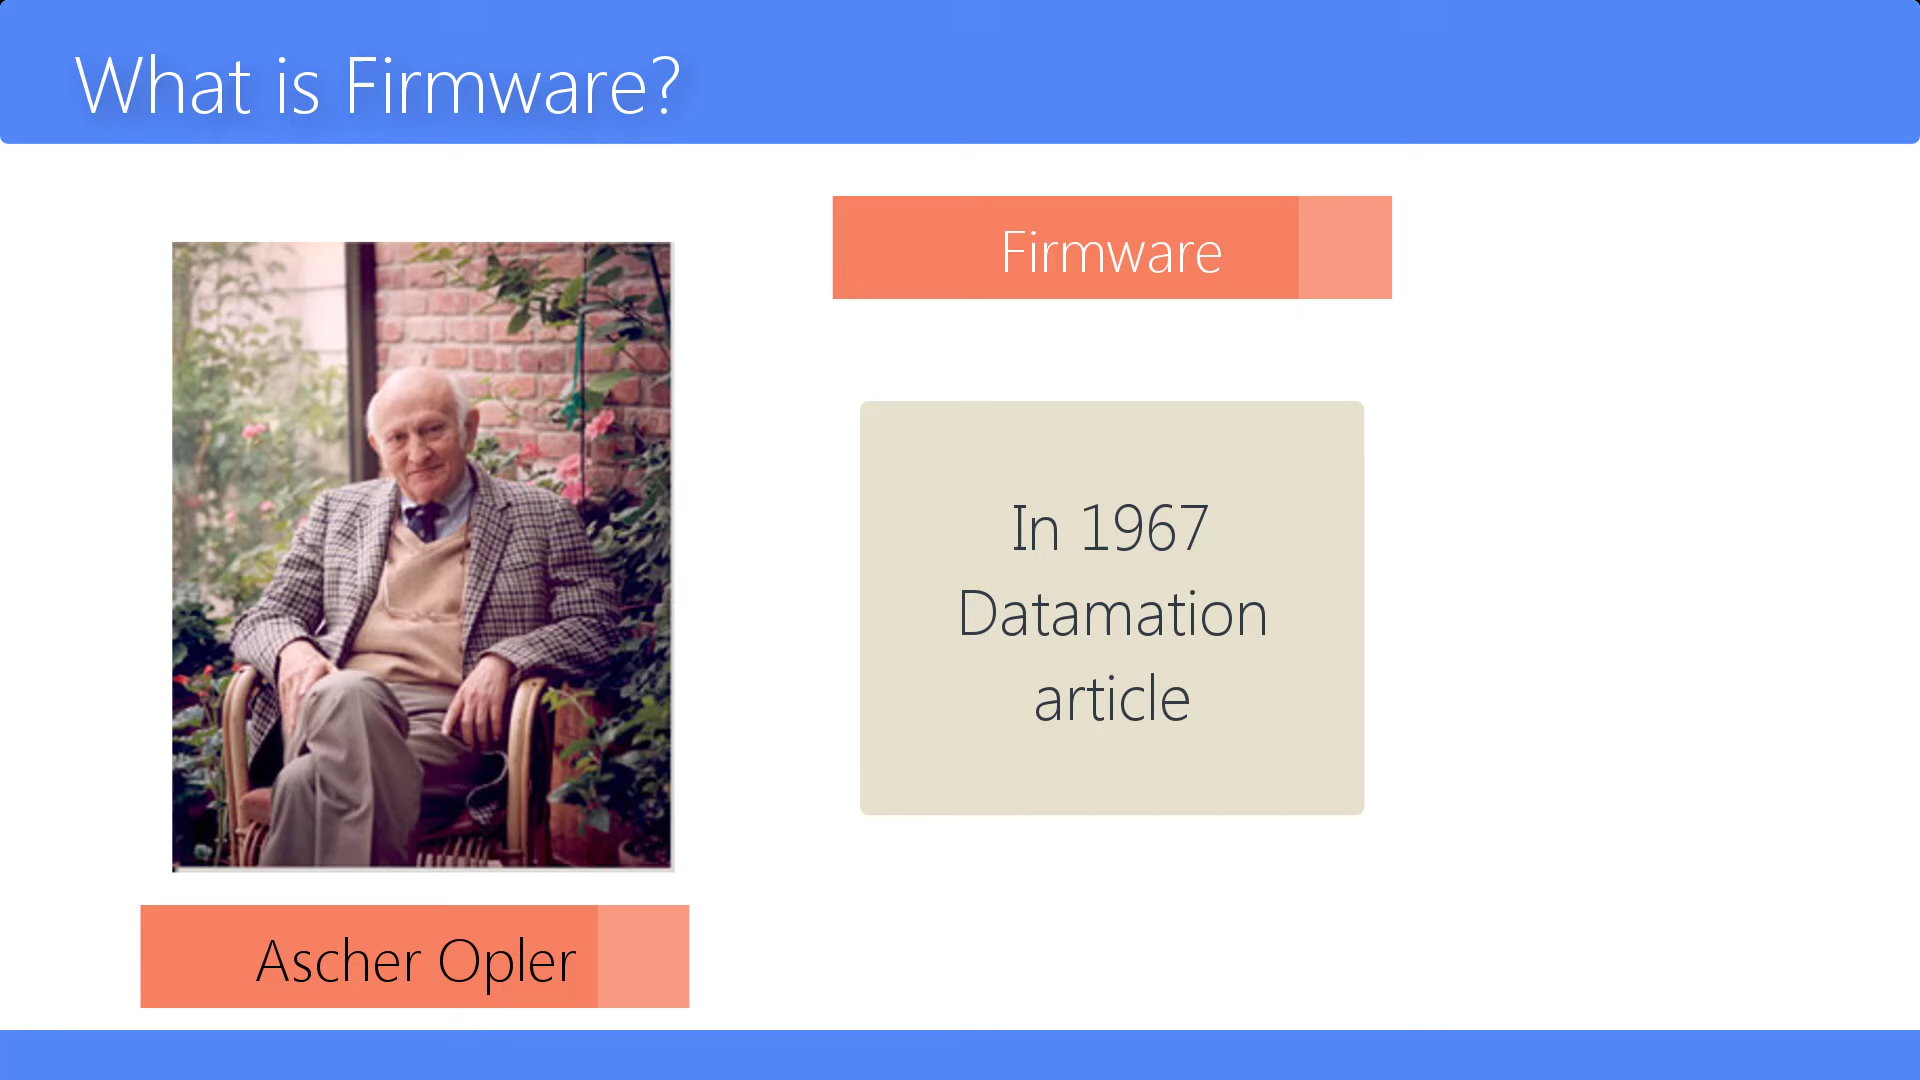 What is Firmware?
Firmware
In 1967
Datamation
article
Ascher Opler